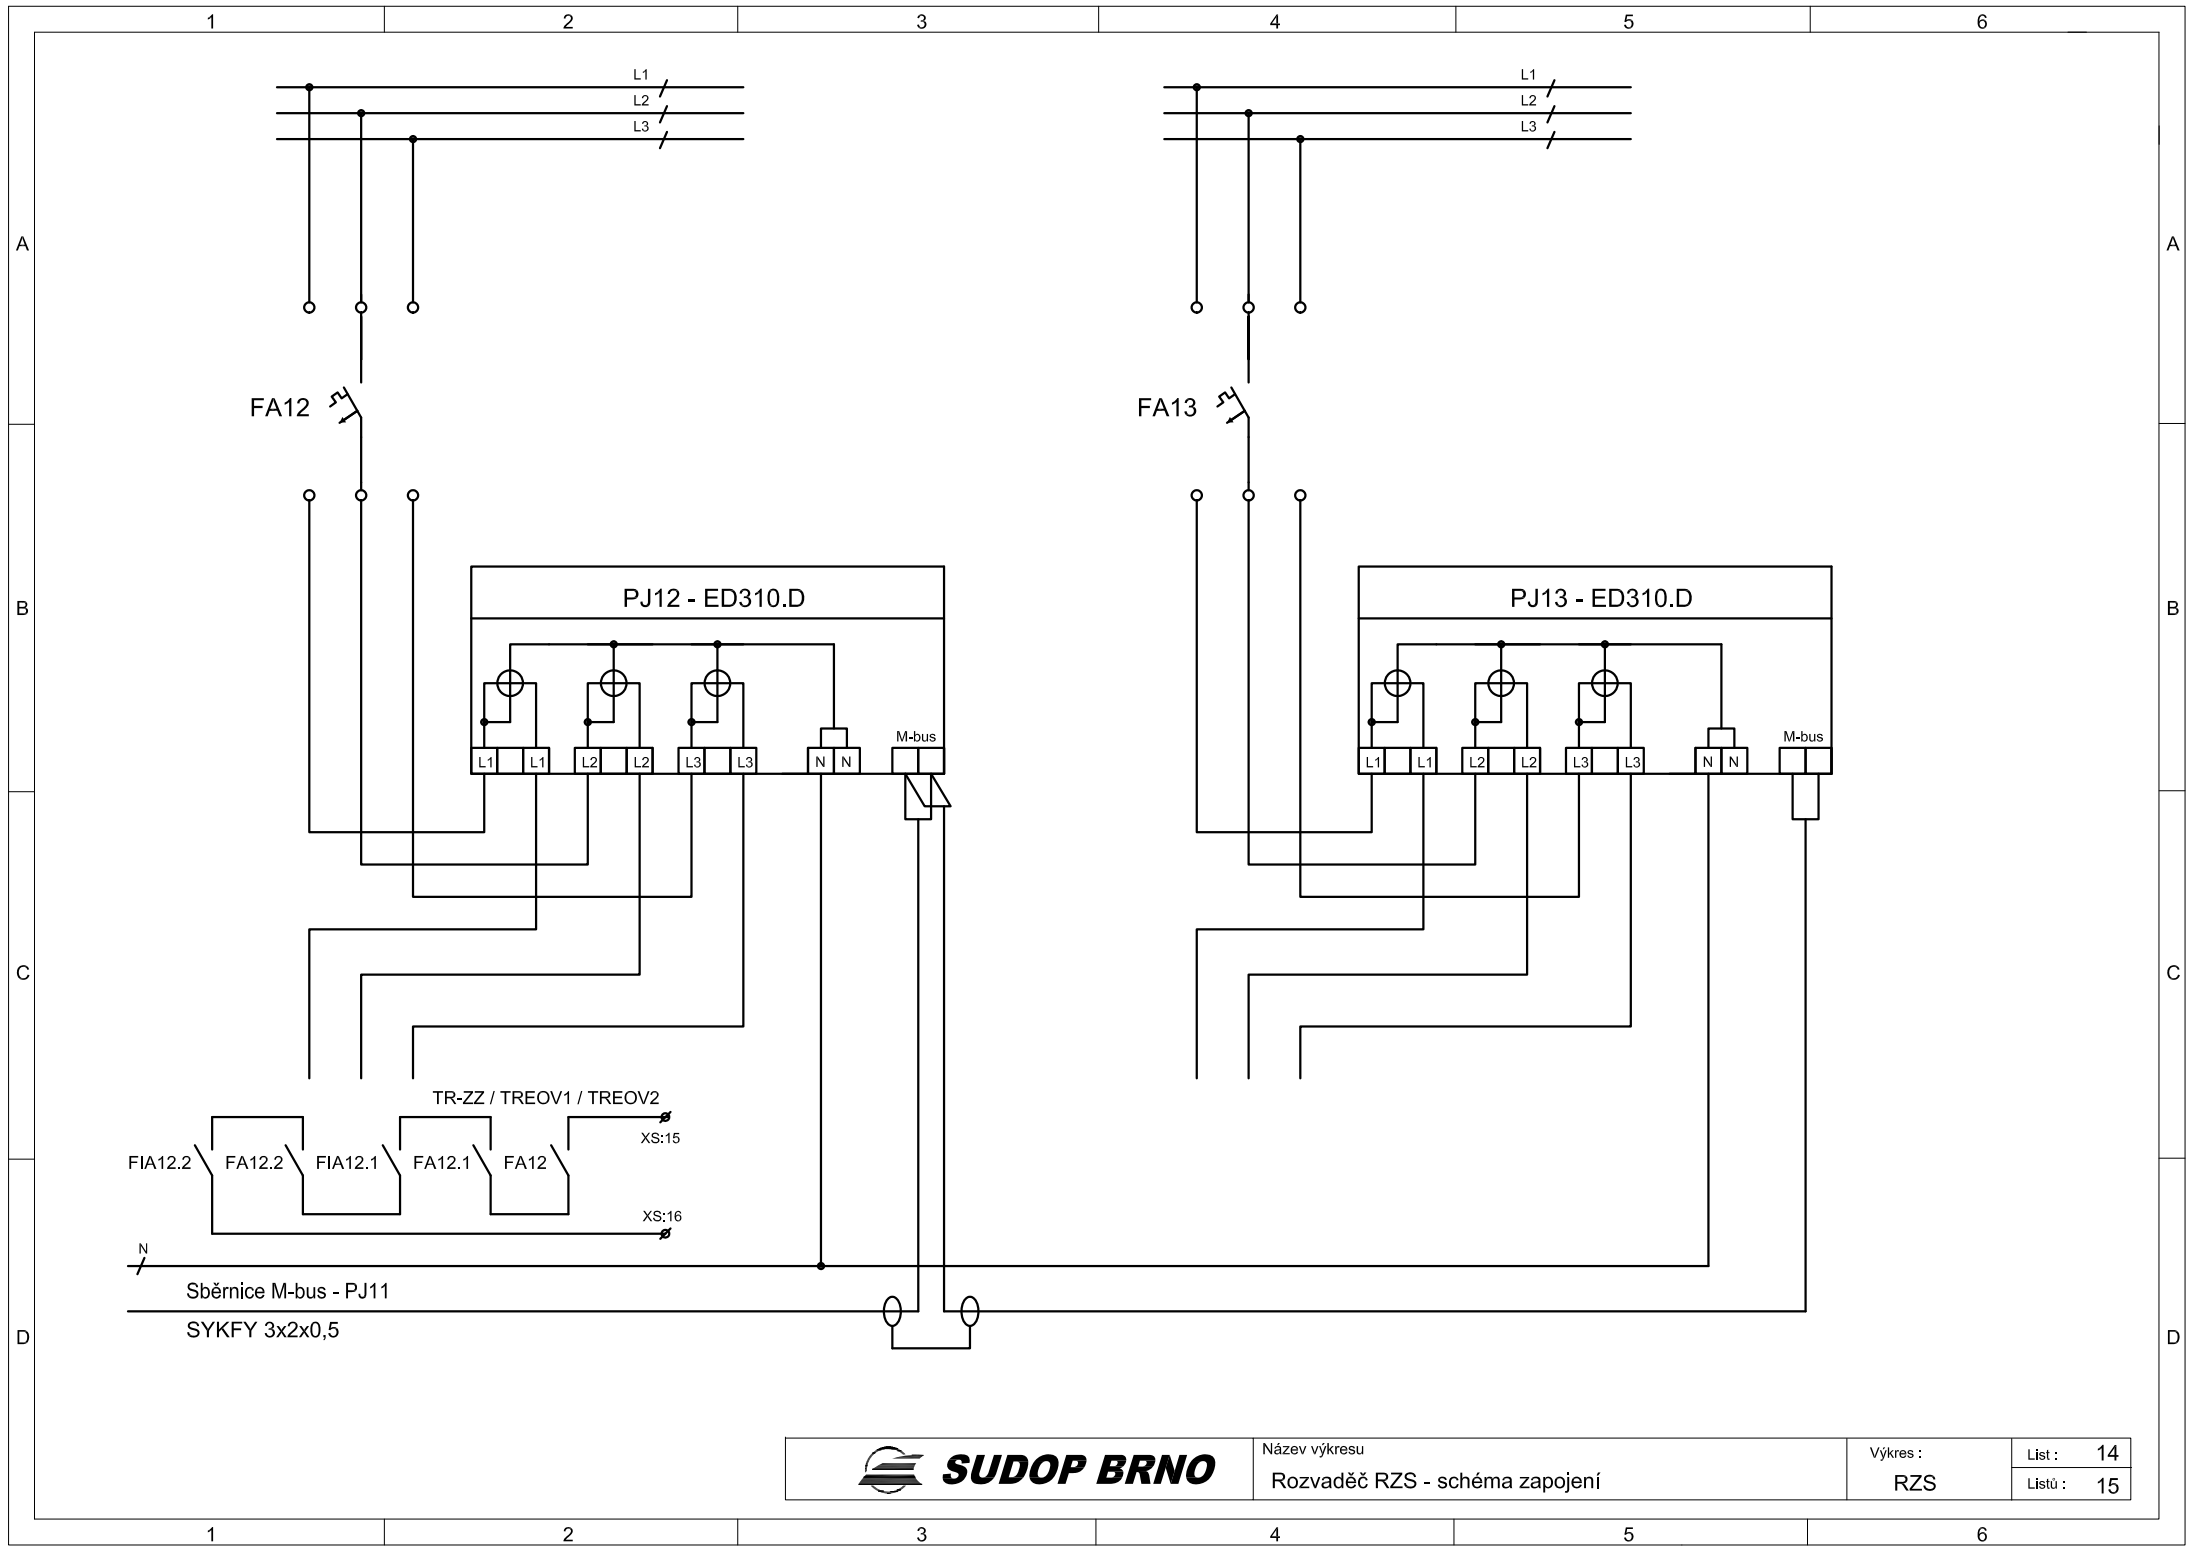 1 2 3 4 5 6
L1 L1
L2 L2
L3 L3
A A
FA12 FA13
B B
PJ12 - ED310.D PJ13 - ED310.D
M-bus M-bus
L1 L1 L2 L2 L3 L3 N N L1 L1 L2 L2 L3 L3 N N
C C
TR-ZZ / TREOV1 / TREOV2
XS:15
FIA12.2 FA12.2 FIA12.1 FA12.1 FA12
XS:16
N
Sběrnice M-bus - PJ11
SYKFY 3x2x0,5
D D
SUDOP BRNO
Název výkresu
Rozvaděč RZS - schéma zapojení
Výkres :
RZS
List : 14
Listů : 15
1 2 3 4 5 6